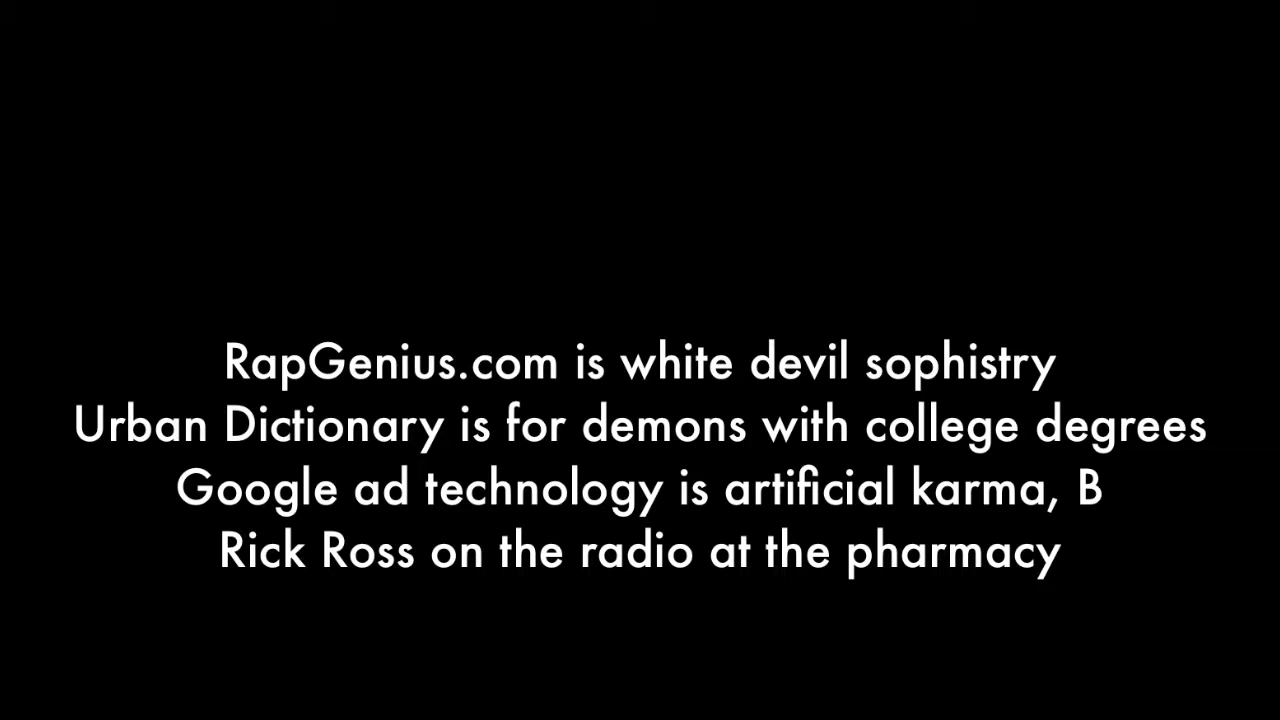 RapGenius.com is white devil sophistry
Urban Dictionary is for demons with college degrees
Google ad technology is artificial karma, B
Rick Ross on the radio at the pharmacy